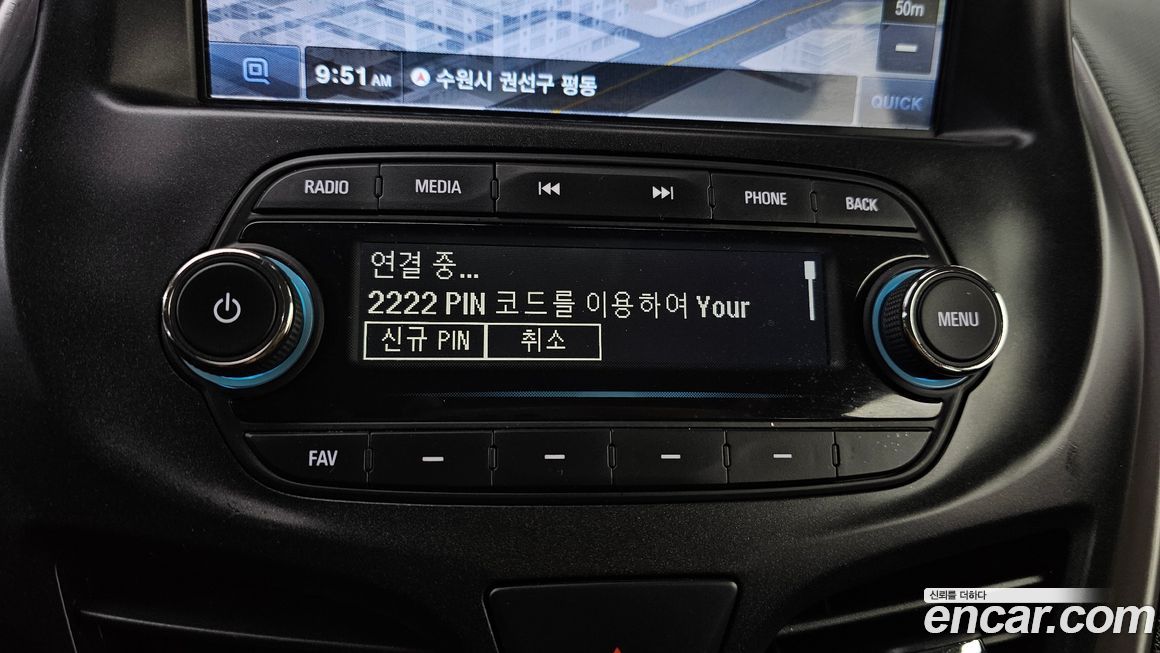 50m
9:51 AM 수원시 권선구 평동
QUICK
RADIO MEDIA PHONE BACK
연결 중...
2222 PIN 코드를 이용하여 Your
신규 PIN 취소
MENU
FAV
신뢰를 더하다
encar.com